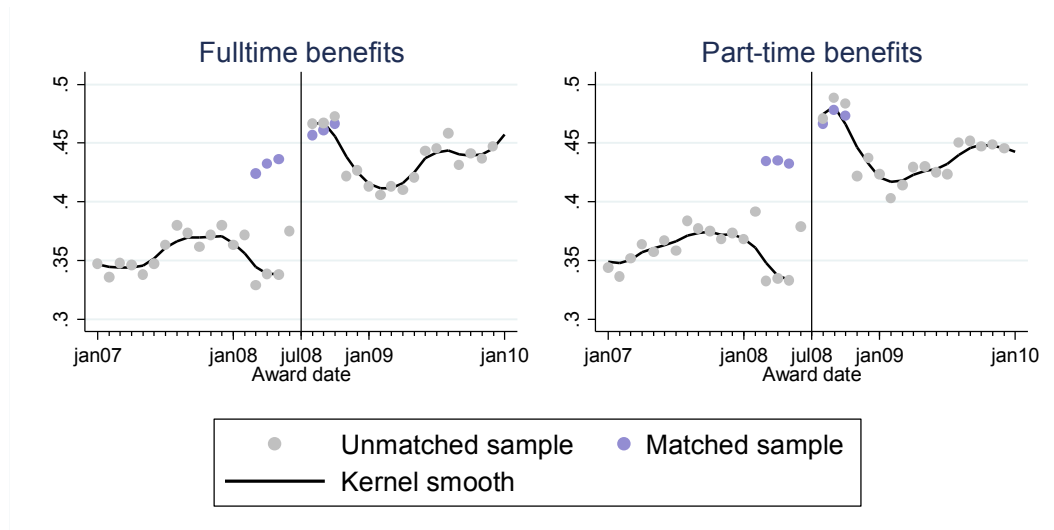 Fulltime benefits
.5
.45
.4
.35
.3
jan07
jan08
jul08
jan09
jan10
Award date
Part-time benefits
.5
.45
.4
.35
.3
jan07
jan08
jul08
jan09
jan10
Award date
Unmatched sample
Matched sample
Kernel smooth